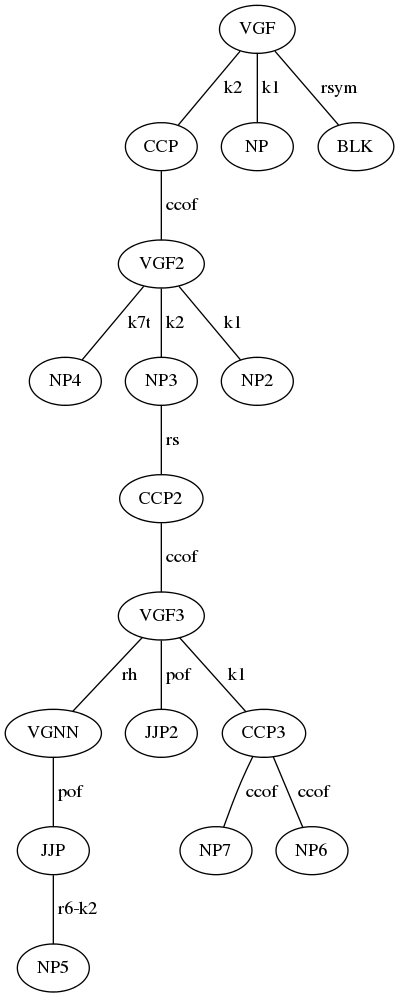 VGF
k2 k1 rsym
CCP NP BLK
ccof
VGF2
k7t k2 k1
NP4 NP3 NP2
rs
CCP2
ccof
VGF3
rh pof k1
VGNN JJP2 CCP3
pof ccof ccof
JJP NP7 NP6
r6-k2
NP5